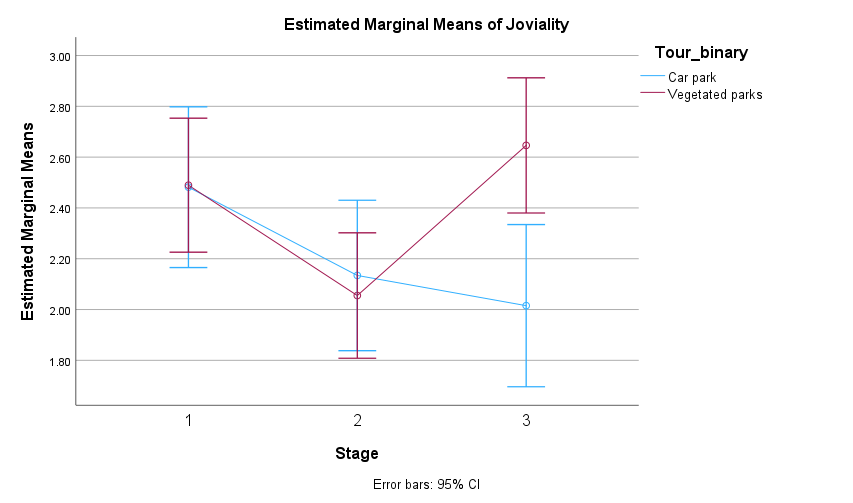 Estimated Marginal Means of Joviality
Tour_binary
Car park
Vegetated parks
Estimated Marginal Means
3.00
2.80
2.60
2.40
2.20
2.00
1.80
1
2
3
Stage
Error bars: 95% CI